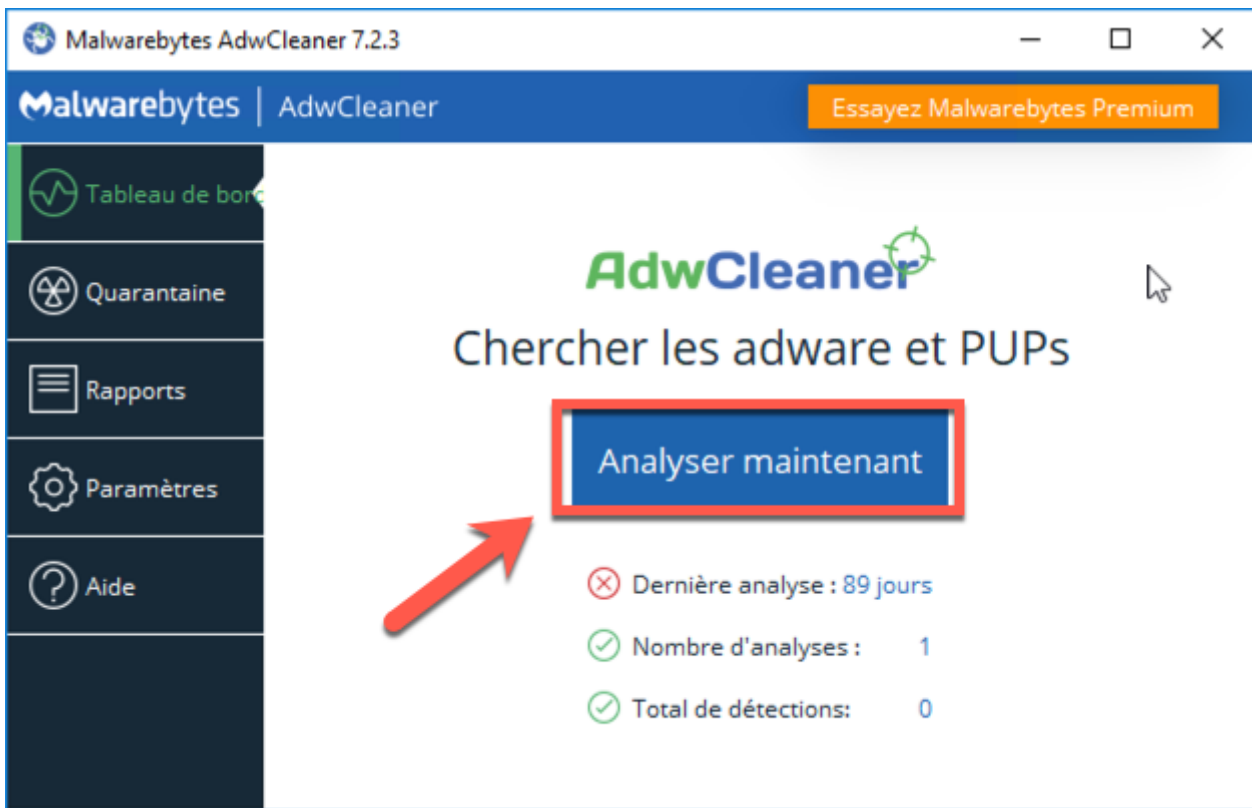 Malwarebytes AdwCleaner 7.2.3
Malwarebytes | AdwCleaner
Essayez Malwarebytes Premium
Tableau de bord
Quarantaine
Rapports
Paramètres
Aide
AdwCleaner
Chercher les adware et PUPs
Analyser maintenant
Dernière analyse : 89 jours
Nombre d'analyses : 1
Total de détections: 0